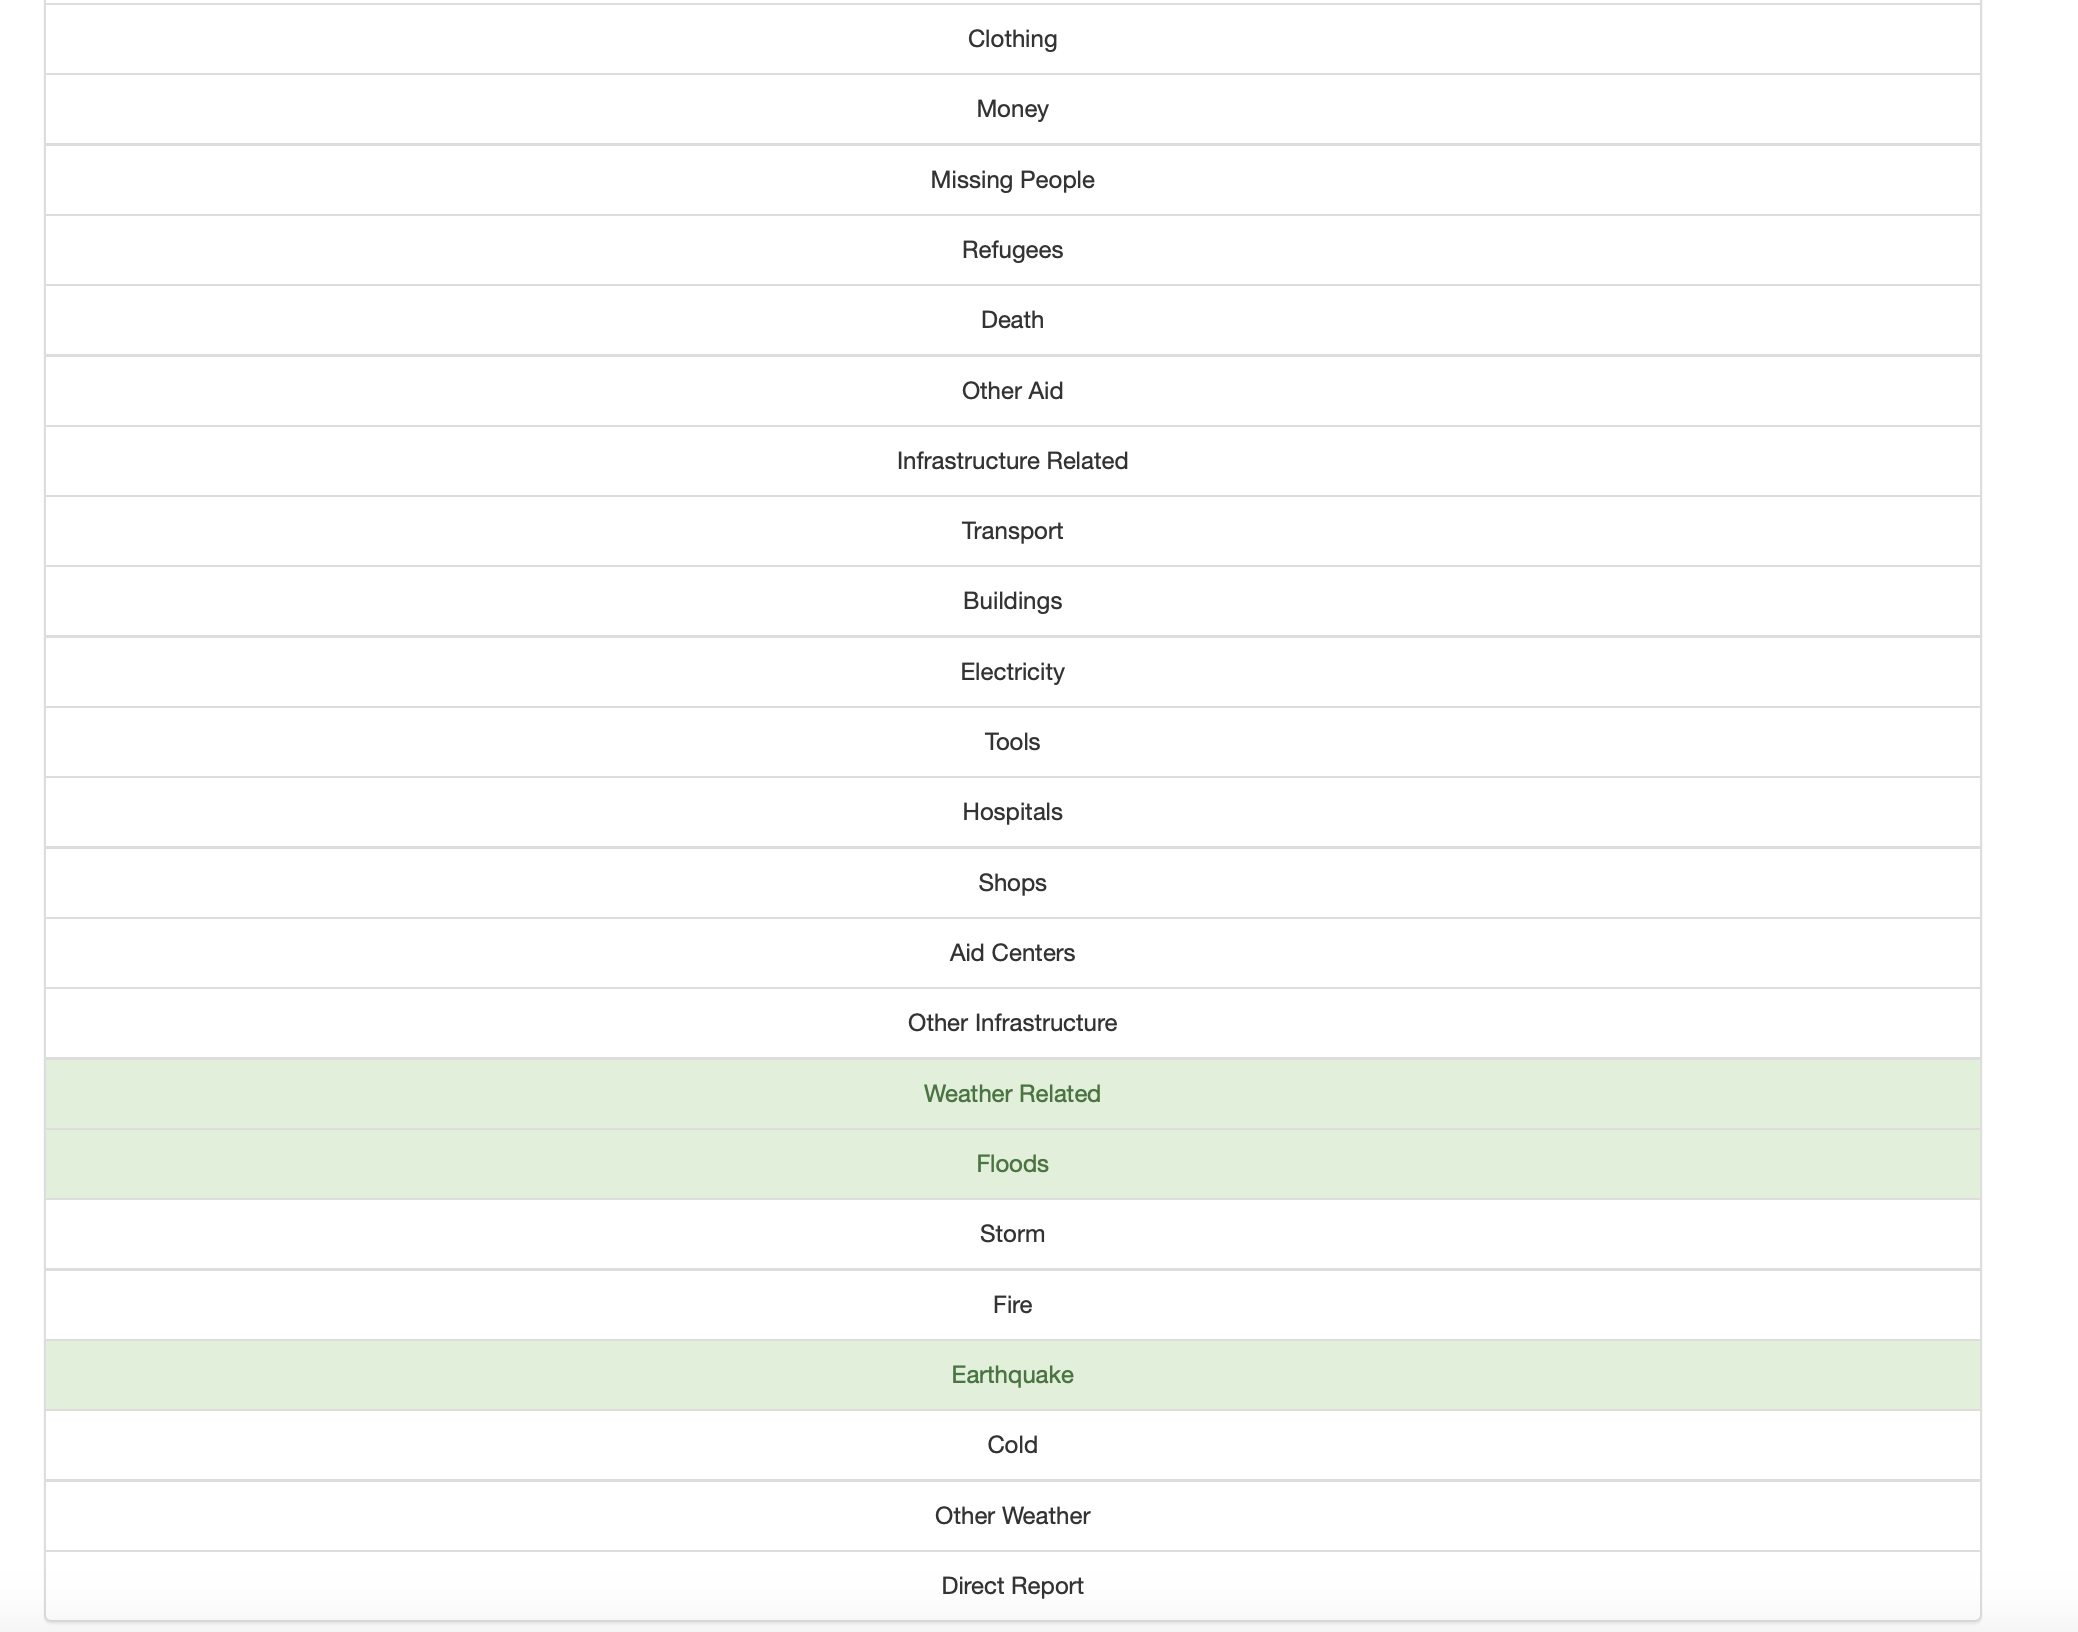 Clothing
Money
Missing People
Refugees
Death
Other Aid
Infrastructure Related
Transport
Buildings
Electricity
Tools
Hospitals
Shops
Aid Centers
Other Infrastructure
Weather Related
Floods
Storm
Fire
Earthquake
Cold
Other Weather
Direct Report